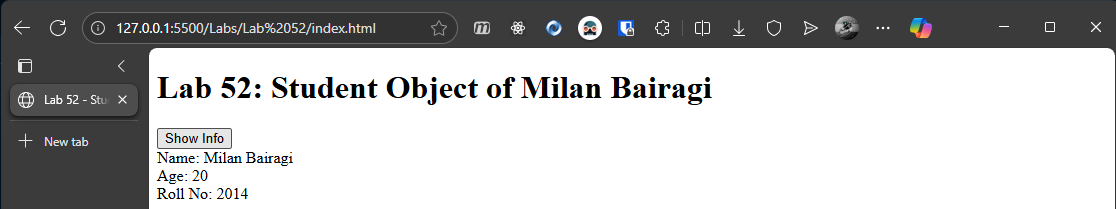 127.0.0.1:5500/Labs/Lab%2052/index.html
Lab 52 - Stu
New tab
Lab 52: Student Object of Milan Bairagi
Show Info
Name: Milan Bairagi
Age: 20
Roll No: 2014